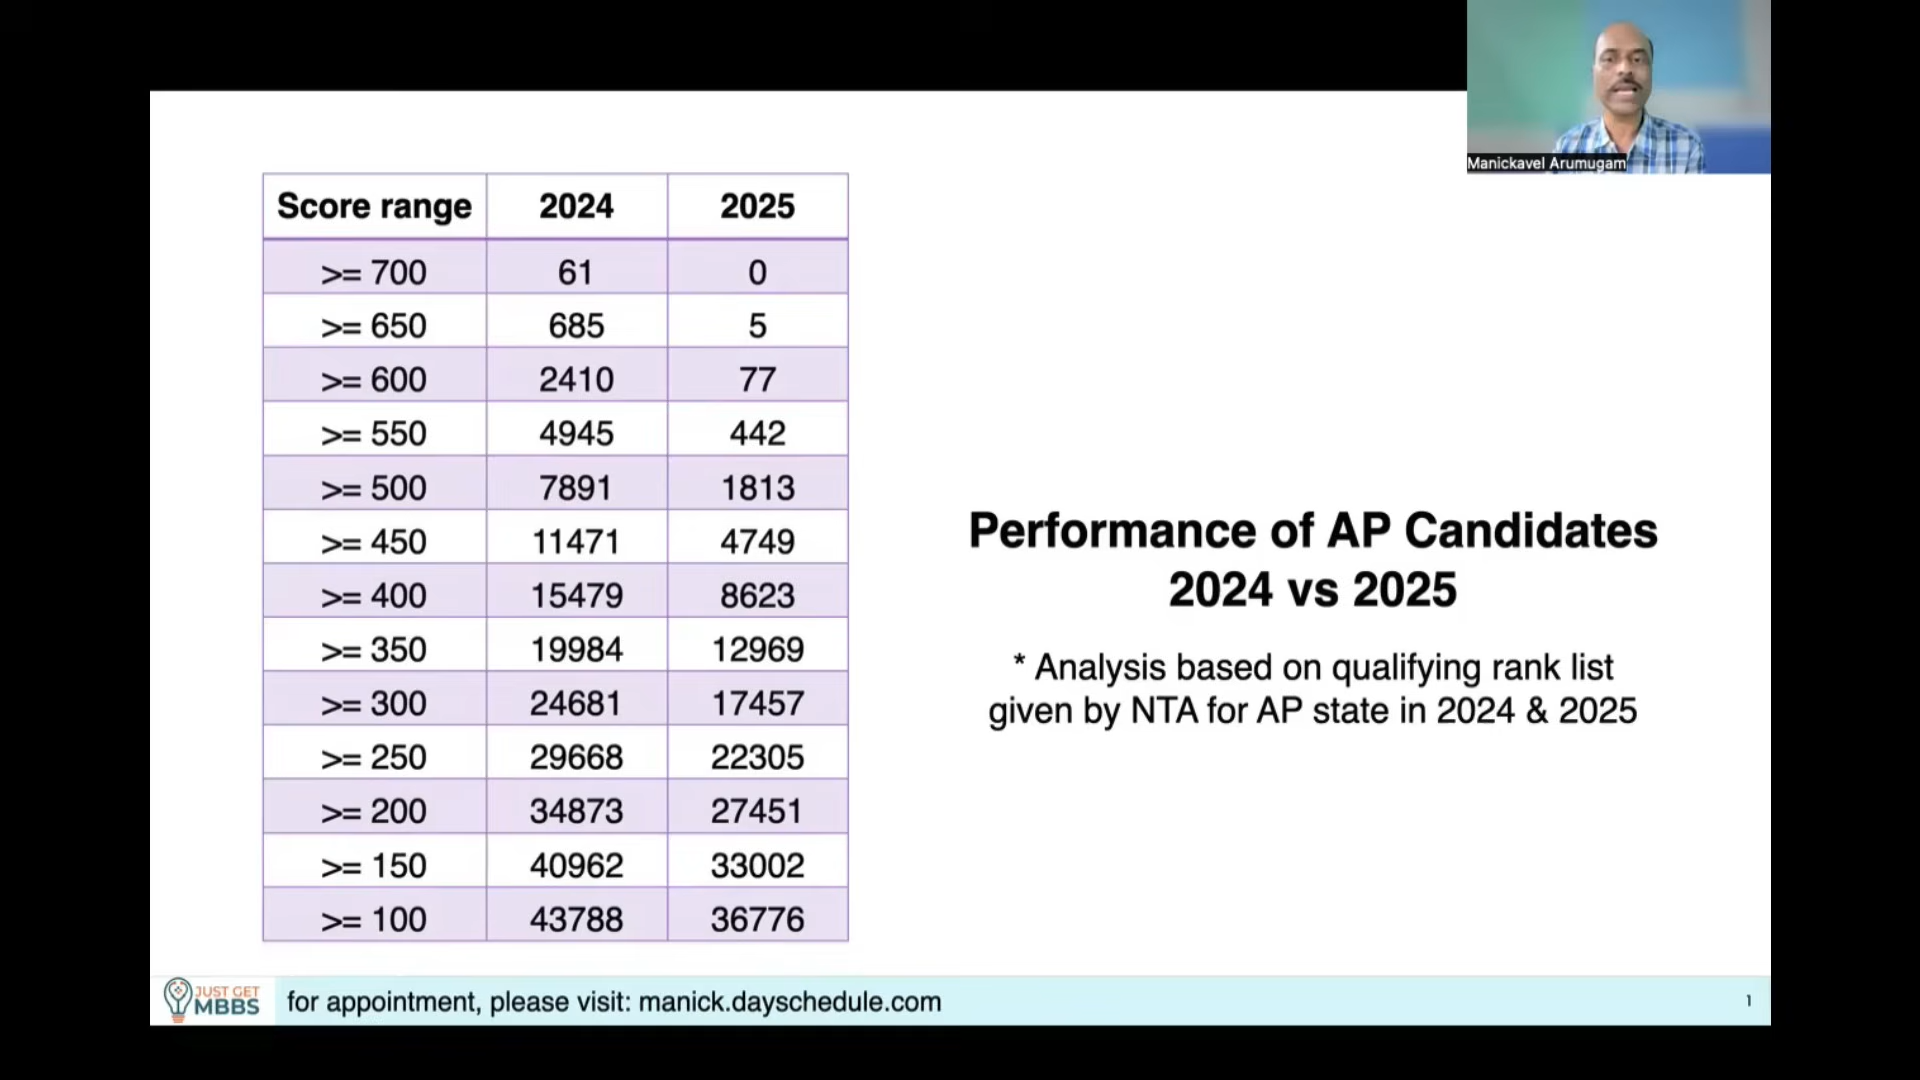 Manickavel Arumugam
Score range 2024 2025
>= 700 61 0
>= 650 685 5
>= 600 2410 77
>= 550 4945 442
>= 500 7891 1813
>= 450 11471 4749
>= 400 15479 8623
>= 350 19984 12969
>= 300 24681 17457
>= 250 29668 22305
>= 200 34873 27451
>= 150 40962 33002
>= 100 43788 36776
Performance of AP Candidates
2024 vs 2025
* Analysis based on qualifying rank list
given by NTA for AP state in 2024 & 2025
JUST GET
MBBS
for appointment, please visit: manick.dayschedule.com
1